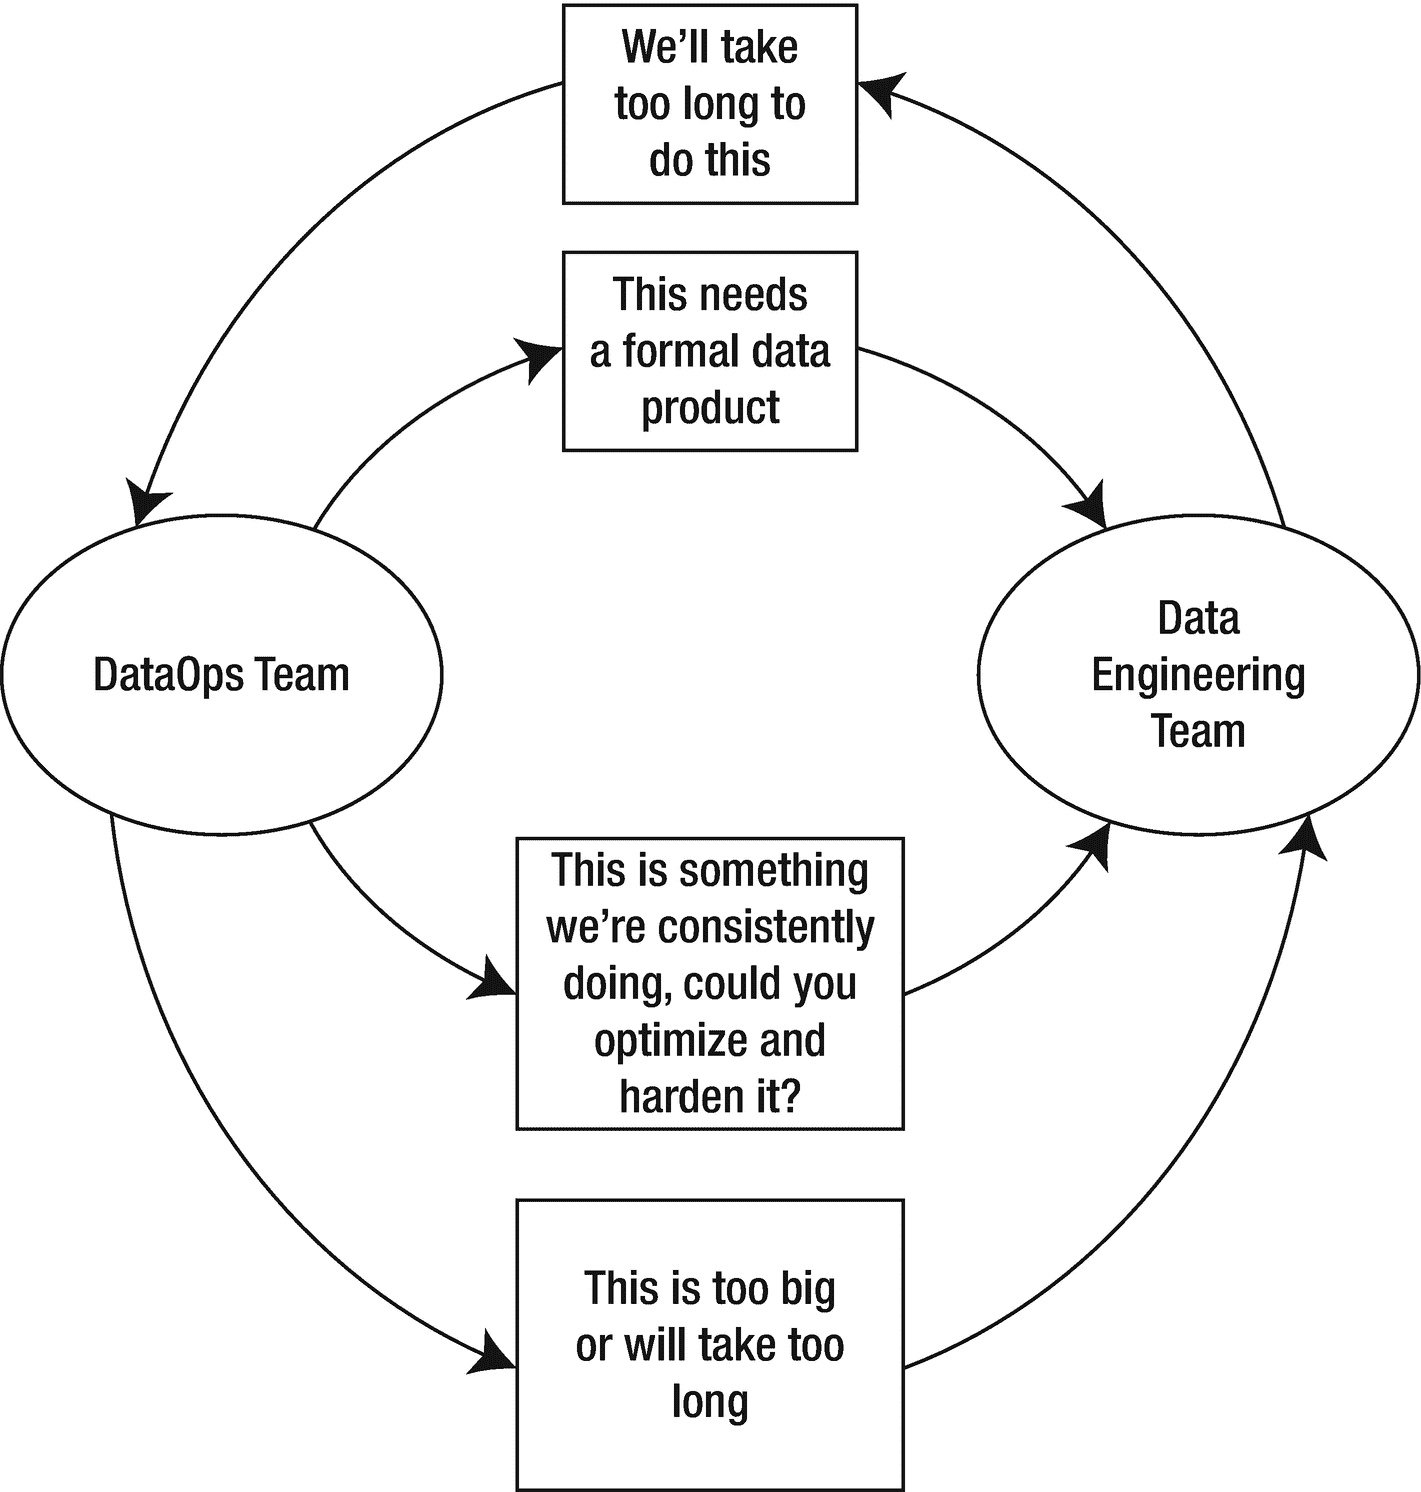 We’ll take
too long to
do this
This needs
a formal data
product
DataOps Team
Data
Engineering
Team
This is something
we’re consistently
doing, could you
optimize and
harden it?
This is too big
or will take too
long